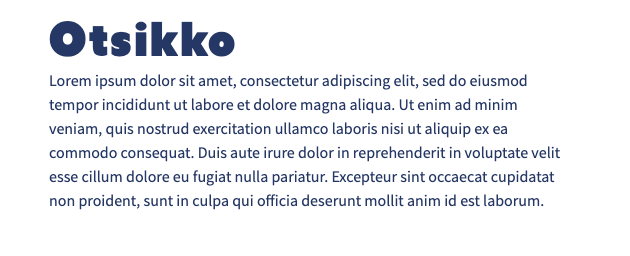 Otsikko
Lorem ipsum dolor sit amet, consectetur adipiscing elit, sed do eiusmod
tempor incididunt ut labore et dolore magna aliqua. Ut enim ad minim
veniam, quis nostrud exercitation ullamco laboris nisi ut aliquip ex ea
commodo consequat. Duis aute irure dolor in reprehenderit in voluptate velit
esse cillum dolore eu fugiat nulla pariatur. Excepteur sint occaecat cupidatat
non proident, sunt in culpa qui officia deserunt mollit anim id est laborum.